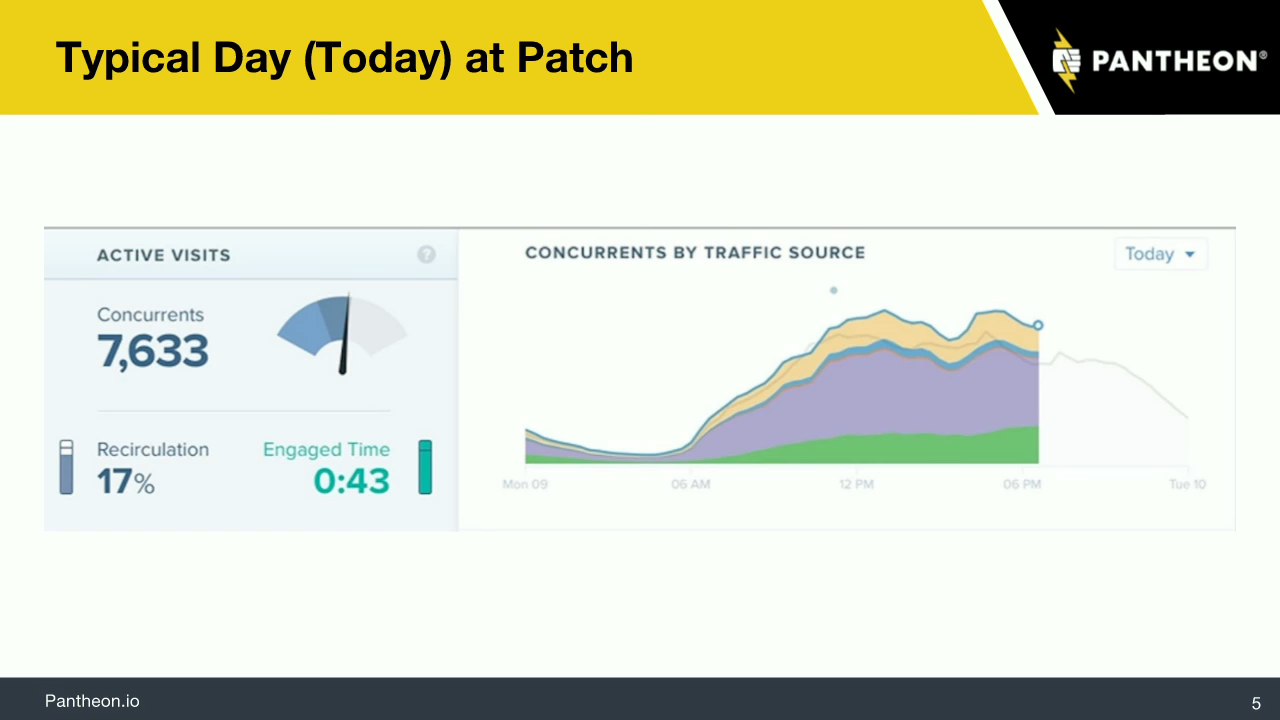 Typical Day (Today) at Patch
PANTHEON®
ACTIVE VISITS
?
Concurrents
7,633
Recirculation
17%
Engaged Time
0:43
CONCURRENTS BY TRAFFIC SOURCE
Today
Mon 09
06 AM
12 PM
06 PM
Tue 10
Pantheon.io
5